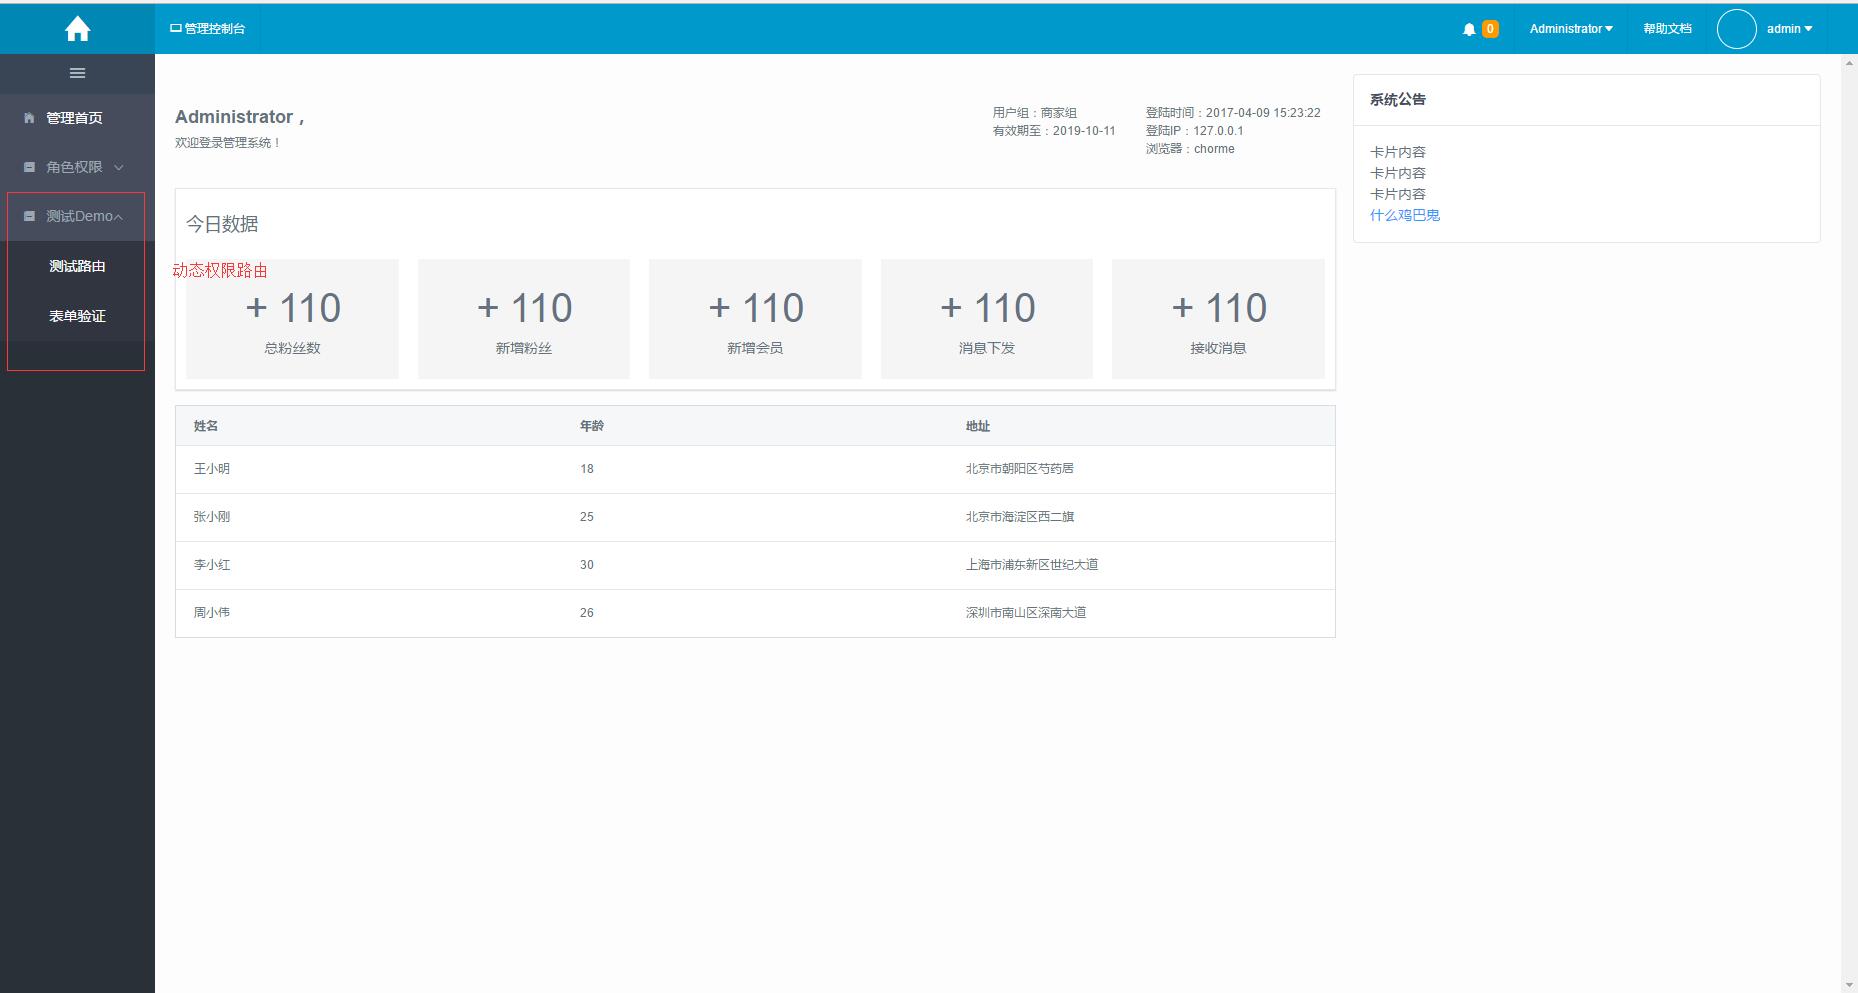 管理控制台
0
Administrator
帮助文档
admin
管理首页
角色权限
测试Demo
测试路由
表单验证
动态权限路由
Administrator，
欢迎登录管理系统！
用户组：商家组
有效期至：2019-10-11
登陆时间：2017-04-09 15:23:22
登陆IP：127.0.0.1
浏览器：chorme
今日数据
+ 110
总粉丝数
+ 110
新增粉丝
+ 110
新增会员
+ 110
消息下发
+ 110
接收消息
姓名 年龄 地址
王小明 18 北京市朝阳区芍药居
张小刚 25 北京市海淀区西二旗
李小红 30 上海市浦东新区世纪大道
周小伟 26 深圳市南山区深南大道
系统公告
卡片内容
卡片内容
卡片内容
什么鸡巴鬼